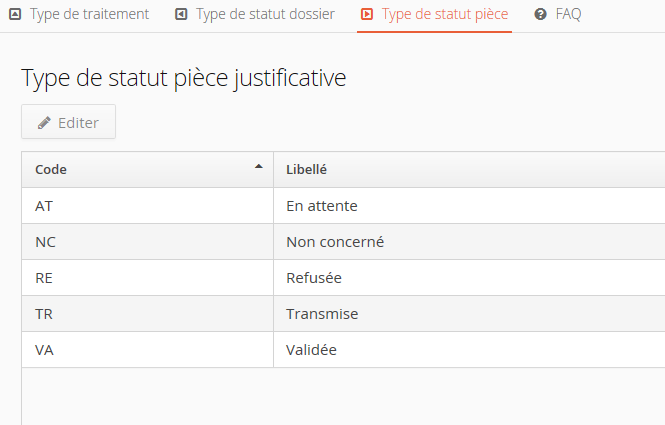 Type de traitement Type de statut dossier Type de statut pièce FAQ
Type de statut pièce justificative
Editer
Code Libellé
AT En attente
NC Non concerné
RE Refusée
TR Transmise
VA Validée